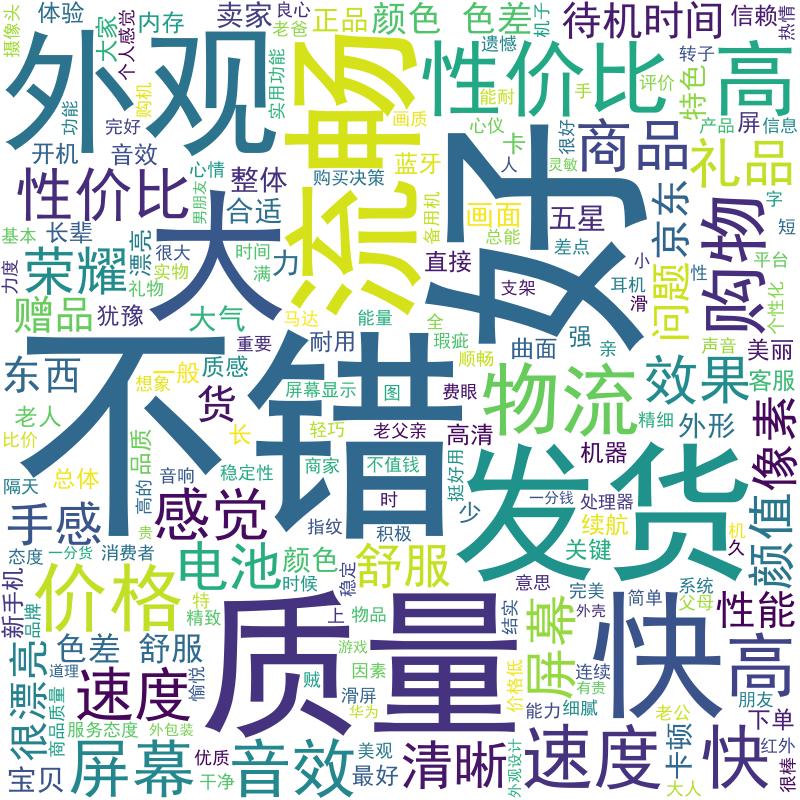 摄像头
体验
大家
个人感觉
内存
卖家
良心
老爸
正品
颜色
色差
机子
待机时间
信赖
热情
外观
流畅
性价比
高
遗憾
实用功能
转子
特色
评价
功能
购机
完好
能耐
手
画质
心仪
很好
卡
商品
屏
产品
信息
开机
音效
蓝牙
人
灵敏
礼品
性价比
男朋友
心情
整体
购买决策
备用机
画面
五星
京东
购物
字
短
合适
基本
长辈
漂亮
大
好
总能
差点
很大
时间
实物
满
力
直接
问题
小
性
平台
力度
荣耀
礼物
支架
耳机
滑
个性化
赠品
犹豫
大气
马达
能量
全
瑕疵
曲面
强
亲
声音
美丽
重要
耐用
顺畅
不错
东西
想象
一般
质感
物流
效果
客服
货
屏幕显示
图
费眼
老人
长
轻巧
老父亲
高清
精细
外形
像素
比价
品质
机器
总体
音响
稳定性
商家
不值钱
挺好用
隔天
高的
时
一分钱
处理器
发货
手感
感觉
贵
指纹
积极
少
续航
颜值
机
关键
久
态度
一分货
消费者
电池
颜色
时候
稳定
舒服
意思
完美
系统
新手机
价格
特
精致
上
物品
结实
外壳
简单
父母
性能
品牌
质量
屏幕
快
高
很漂亮
色差
舒服
游戏
道理
愉悦
贼
因素
价格低
连续
有贵
朋友
速度
滑屏
华为
能力
细腻
老公
下单
商品质量
服务态度
外包装
优质
美观
卡顿
红外
宝贝
屏幕
干净
音效
最好
清晰
外观设计
速度
大人
快
很棒